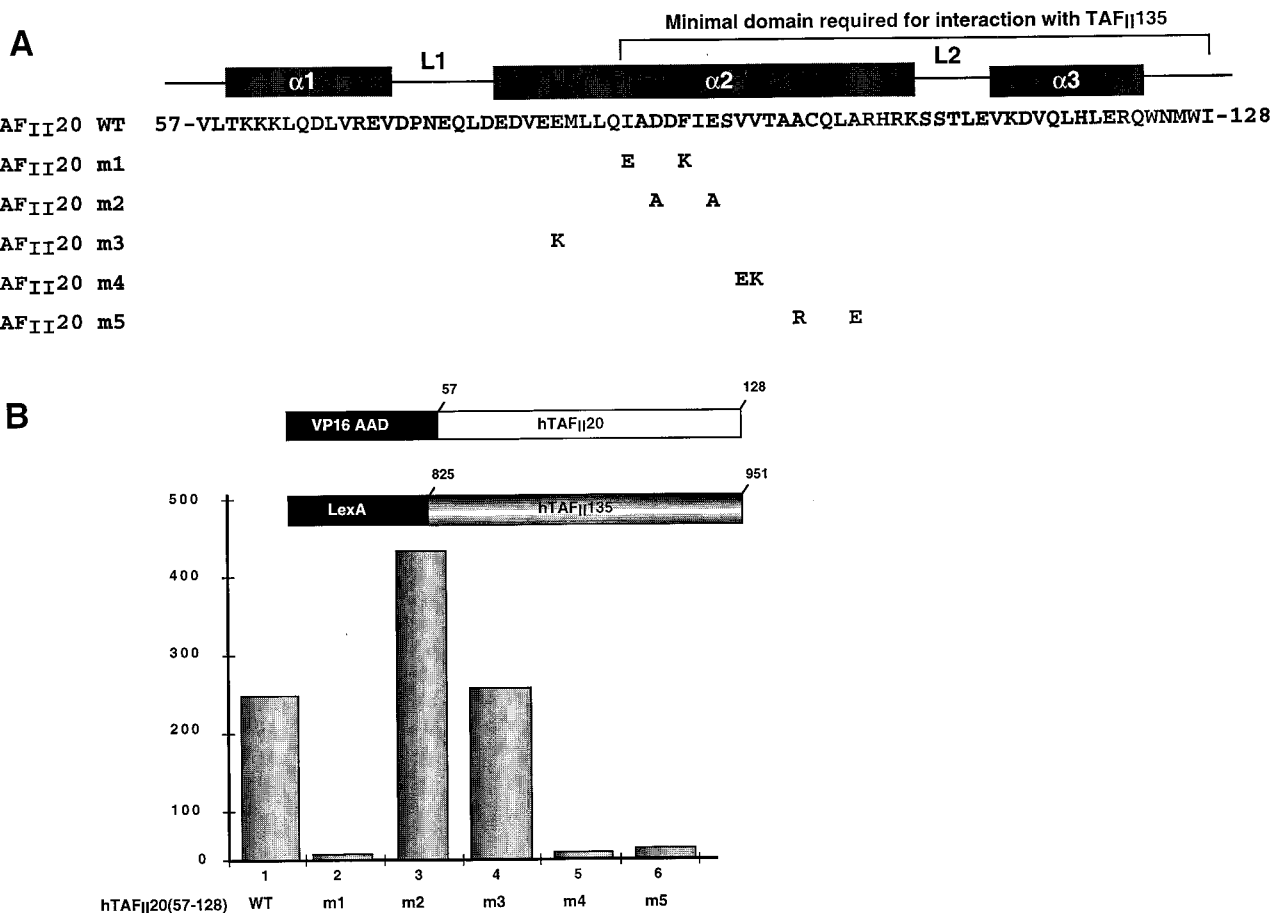 A
Minimal domain required for interaction with TAFII135
L1
L2
α1
α2
α3
AFII20 WT 57-VLTKKKLQDLVREVDPNEQLDEDVEEMLLQIADDFIESVVTAACQLARHRKSSTLEVKDVQLHLERQWNMWI-128
AFII20 m1 E K
AFII20 m2 A A
AFII20 m3 K
AFII20 m4 EK
AFII20 m5 R E
B
57
128
VP16 AAD
hTAFII20
825
951
LexA
hTAFII135
500
400
300
200
100
0
1 2 3 4 5 6
hTAFII20(57-128) WT m1 m2 m3 m4 m5